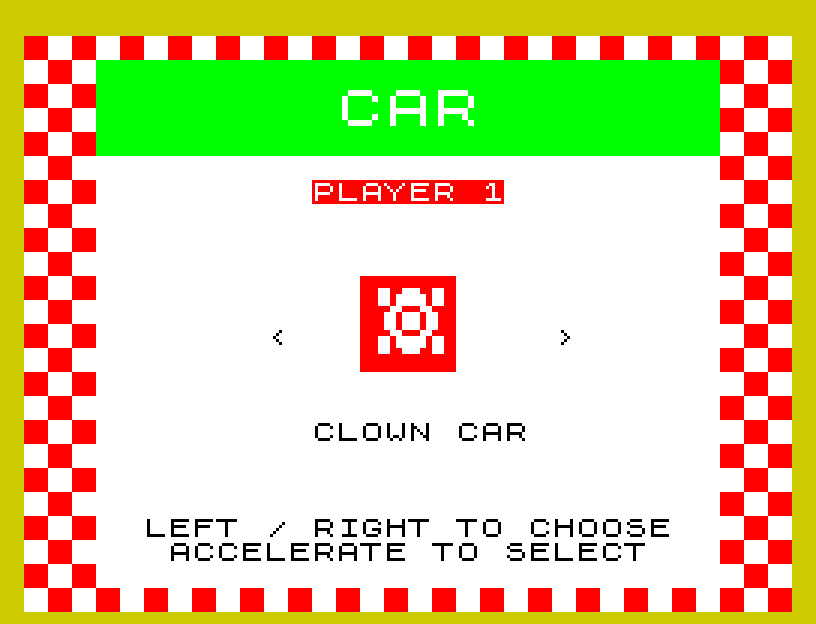 CAR
PLAYER 1
< >
CLOWN CAR
LEFT / RIGHT TO CHOOSE
ACCELERATE TO SELECT